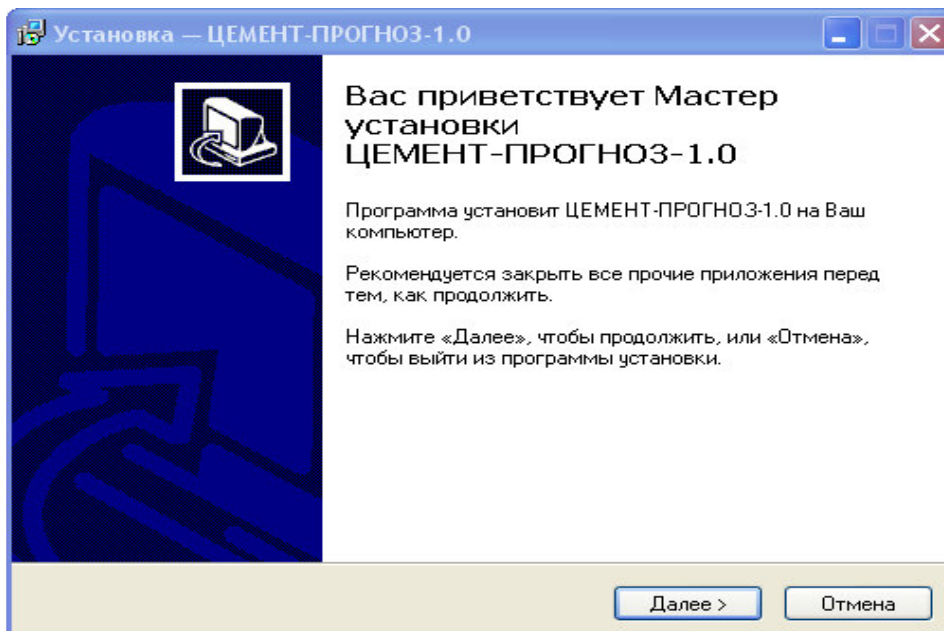 Установка — ЦЕМЕНТ-ПРОГНОЗ-1.0
Вас приветствует Мастер
установки
ЦЕМЕНТ-ПРОГНОЗ-1.0
Программа установит ЦЕМЕНТ-ПРОГНОЗ-1.0 на Ваш
компьютер.
Рекомендуется закрыть все прочие приложения перед
тем, как продолжить.
Нажмите «Далее», чтобы продолжить, или «Отмена»,
чтобы выйти из программы установки.
Далее >
Отмена